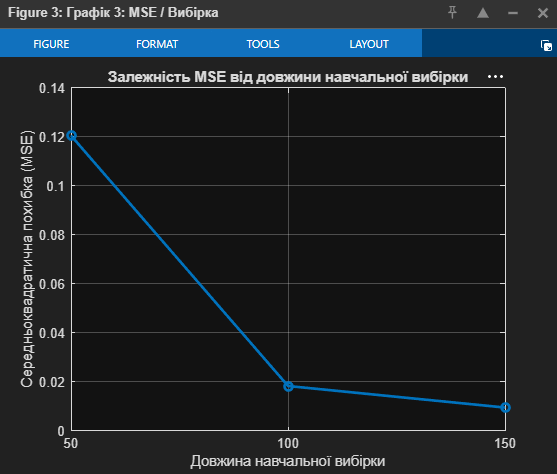 Figure 3: Графік 3: MSE / Вибірка
FIGURE FORMAT TOOLS LAYOUT
Залежність MSE від довжини навчальної вибірки
0.14
0.12
0.1
0.08
0.06
0.04
0.02
0
Середньоквадратична похибка (MSE)
50 100 150
Довжина навчальної вибірки